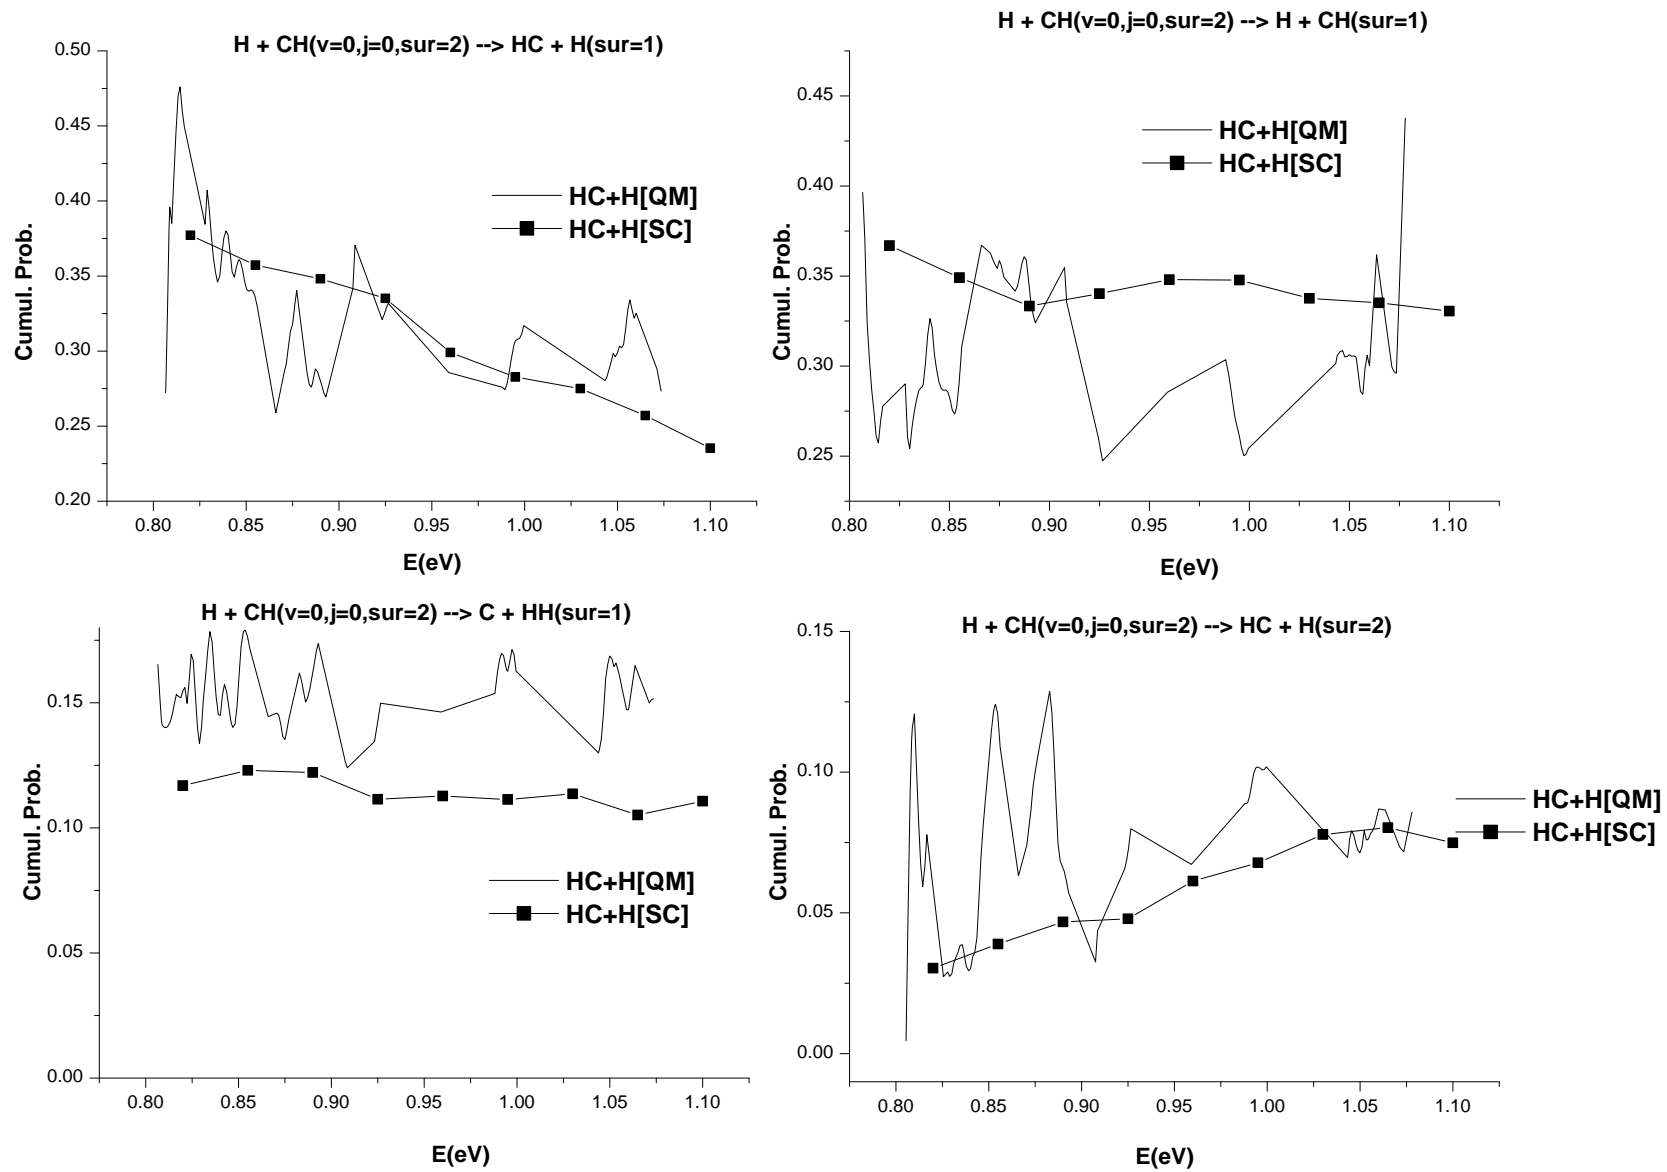 H + CH(v=0,j=0,sur=2) --> HC + H(sur=1)
0.50
0.45
0.40
0.35
0.30
0.25
0.20
Cumul. Prob.
HC+H[QM]
HC+H[SC]
0.80 0.85 0.90 0.95 1.00 1.05 1.10
E(eV)
H + CH(v=0,j=0,sur=2) --> H + CH(sur=1)
0.45
0.40
0.35
0.30
0.25
Cumul. Prob.
HC+H[QM]
HC+H[SC]
0.80 0.85 0.90 0.95 1.00 1.05 1.10
E(eV)
H + CH(v=0,j=0,sur=2) --> C + HH(sur=1)
0.15
0.10
0.05
0.00
Cumul. Prob.
HC+H[QM]
HC+H[SC]
0.80 0.85 0.90 0.95 1.00 1.05 1.10
E(eV)
H + CH(v=0,j=0,sur=2) --> HC + H(sur=2)
0.15
0.10
0.05
0.00
Cumul. Prob.
HC+H[QM]
HC+H[SC]
0.80 0.85 0.90 0.95 1.00 1.05 1.10
E(eV)